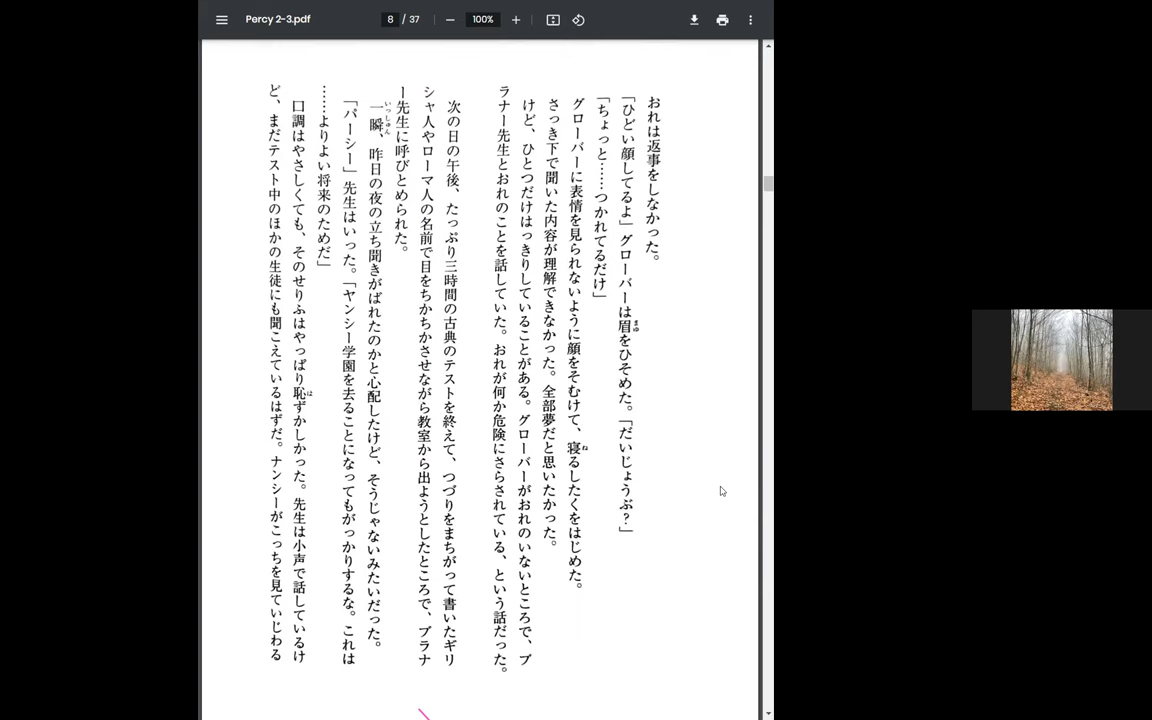 Percy 2-3.pdf
8 / 37
100%
おれは返事をしなかった。
「ひどい顔してるよ」グローバーは眉をひそめた。「だいじょうぶ?」
「ちょっと……つかれてるだけ」
グローバーに表情を見られないように顔をそむけて、寝るしたくをはじめた。
さっき下で聞いた内容が理解できなかった。全部夢だと思いたかった。
けど、ひとつだけはっきりしていることがある。グローバーがおれのいないところで、ブ
ラナー先生とおれのことを話していた。おれが何か危険にさらされている、という話だった。
次の日の午後、たっぷり三時間の古典のテストを終えて、つづりをまちがって書いたギリ
シャ人やローマ人の名前で目をちかちかさせながら教室から出ようとしたところで、ブラナ
ー先生に呼びとめられた。
一瞬、昨日の夜の立ち聞きがばれたのかと心配したけど、そうじゃないみたいだった。
「パーシー」先生はいった。「ヤンシー学園を去ることになってもがっかりするな。これは
……よりよい将来のためだ」
口調はやさしくても、そのせりふはやっぱり恥ずかしかった。先生は小声で話しているけ
ど、まだテスト中のほかの生徒にも聞こえているはずだ。ナンシーがこっちを見ていじわる